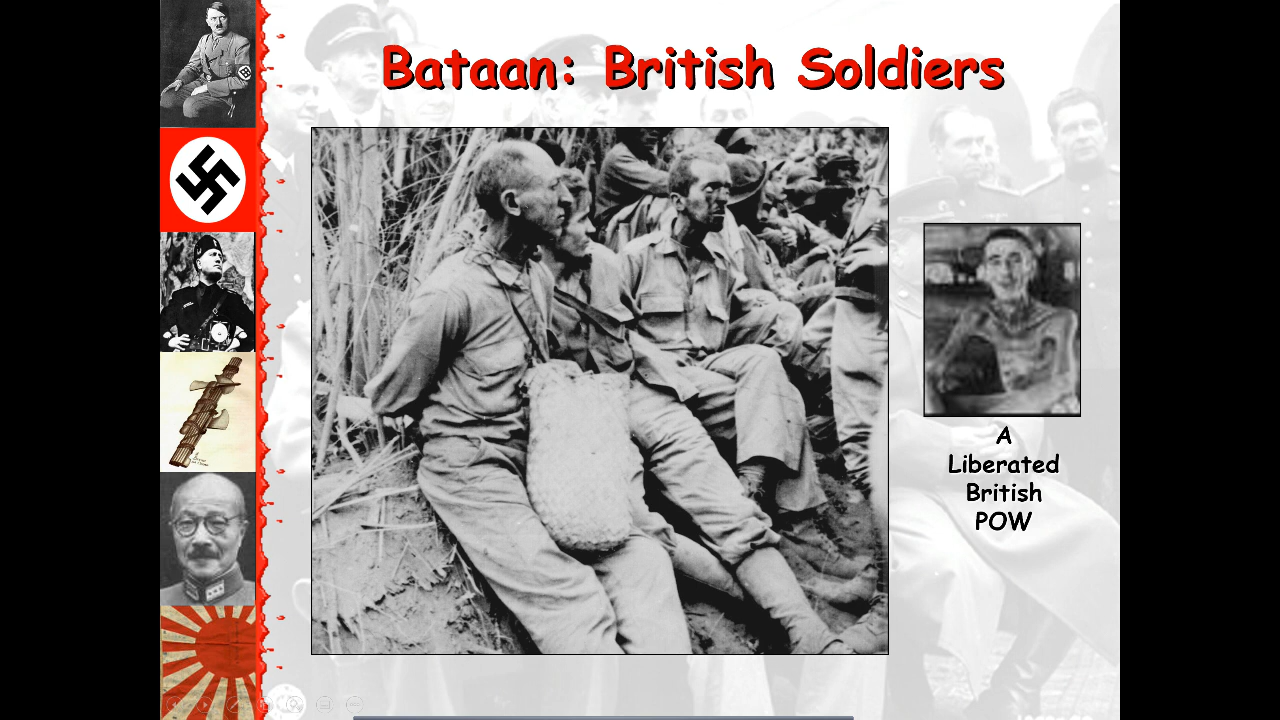 Bataan: British Soldiers
A
Liberated
British
POW